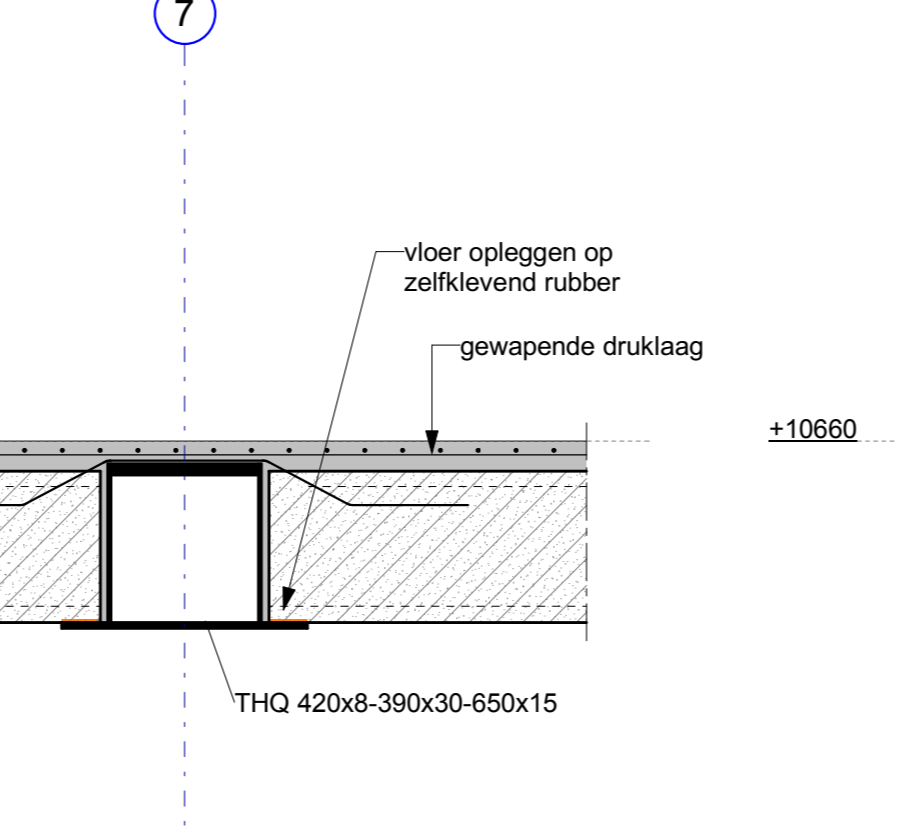 7
vloer opleggen op
zelfklevend rubber
gewapende druklaag
+10660
THQ 420x8-390x30-650x15